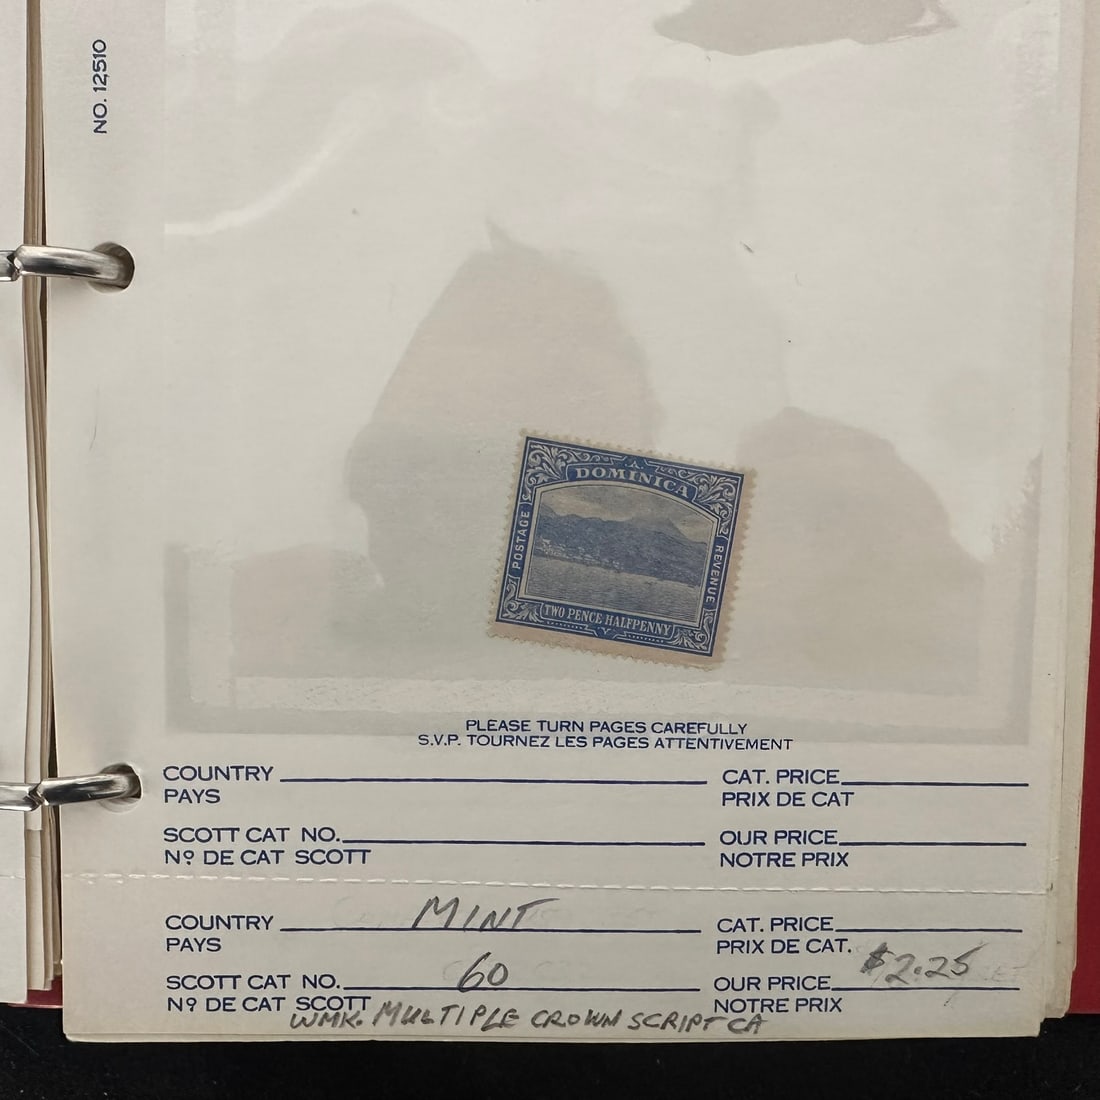 NO. 12510
DOMINICA
POSTAGE
REVENUE
TWO PENCE HALFPENNY
PLEASE TURN PAGES CAREFULLY
S.V.P. TOURNEZ LES PAGES ATTENTIVEMENT
COUNTRY CAT. PRICE
PAYS PRIX DE CAT
SCOTT CAT NO. OUR PRICE
Nº DE CAT SCOTT NOTRE PRIX
COUNTRY MINT CAT. PRICE
PAYS PRIX DE CAT.
SCOTT CAT NO. 60 OUR PRICE $2.25
Nº DE CAT SCOTT NOTRE PRIX
WMK. MULTIPLE CROWN SCRIPT CA